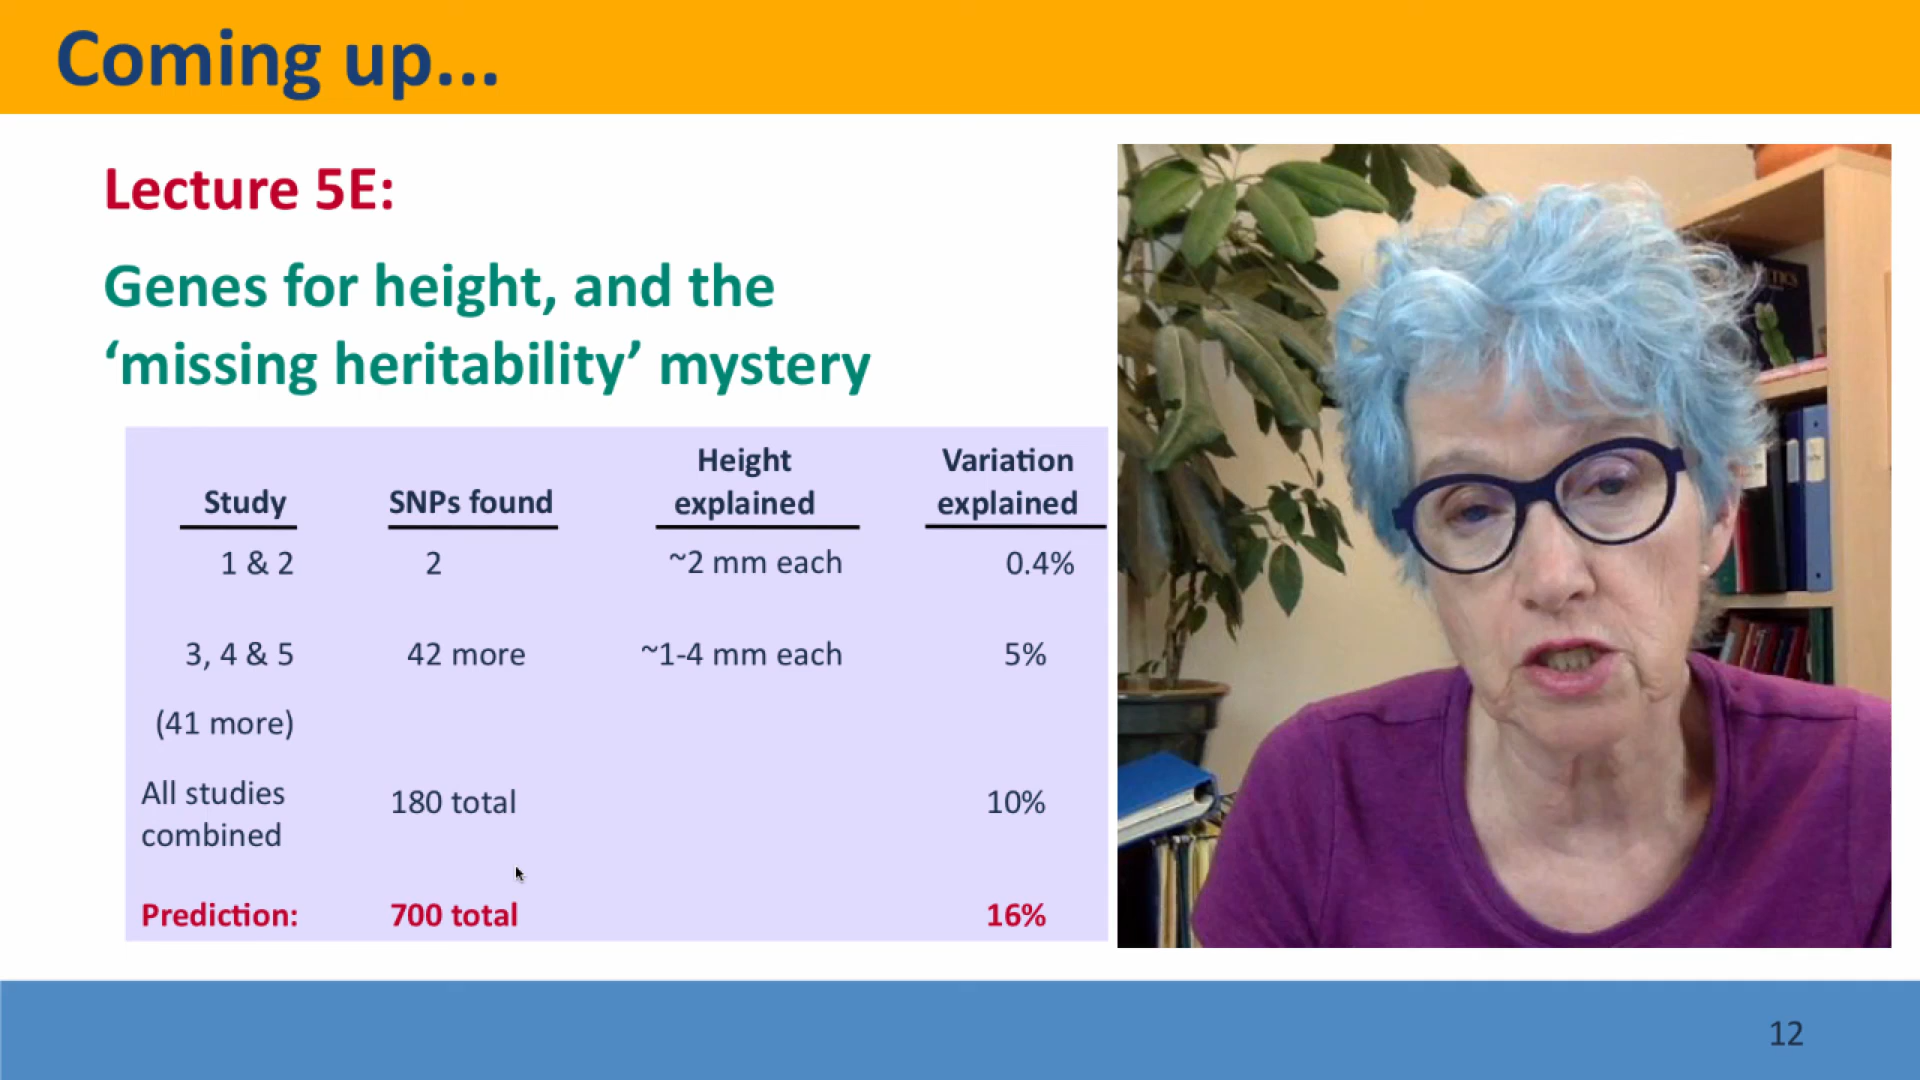 Coming up...
Lecture 5E:
Genes for height, and the
‘missing heritability’ mystery
Study SNPs found Height explained Variation explained
1 & 2 2 ~2 mm each 0.4%
3, 4 & 5 42 more ~1-4 mm each 5%
(41 more)
All studies combined 180 total 10%
Prediction: 700 total 16%
12